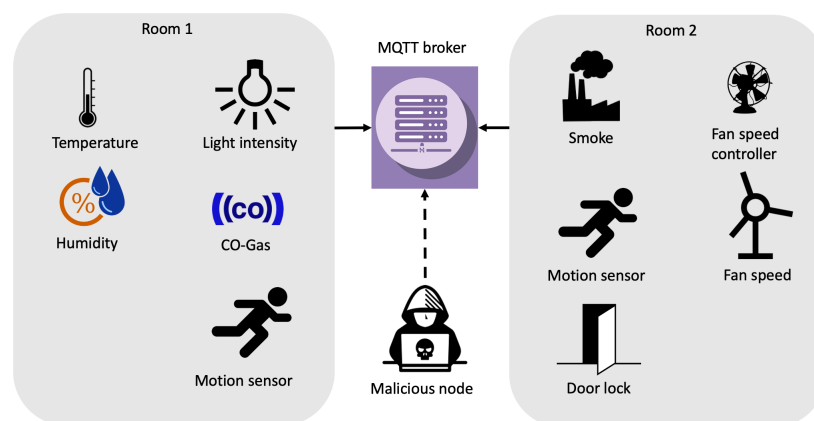 Room 1
Temperature
Light intensity
%
Humidity
((co))
CO-Gas
Motion sensor
MQTT broker
N
Malicious node
Room 2
Smoke
Fan speed
controller
Motion sensor
Fan speed
Door lock